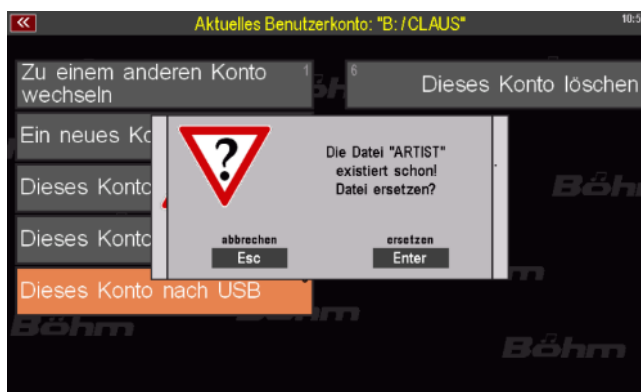 Aktuelles Benutzerkonto: "B:/CLAUS"
10:5
Zu einem anderen Konto 1
wechseln
6 Dieses Konto löschen
Ein neues Ko
Dieses Konto
Dieses Konto
Dieses Konto nach USB
Die Datei "ARTIST"
existiert schon!
Datei ersetzen?
abbrechen
Esc
ersetzen
Enter
Böhm
Böhm
Böhm